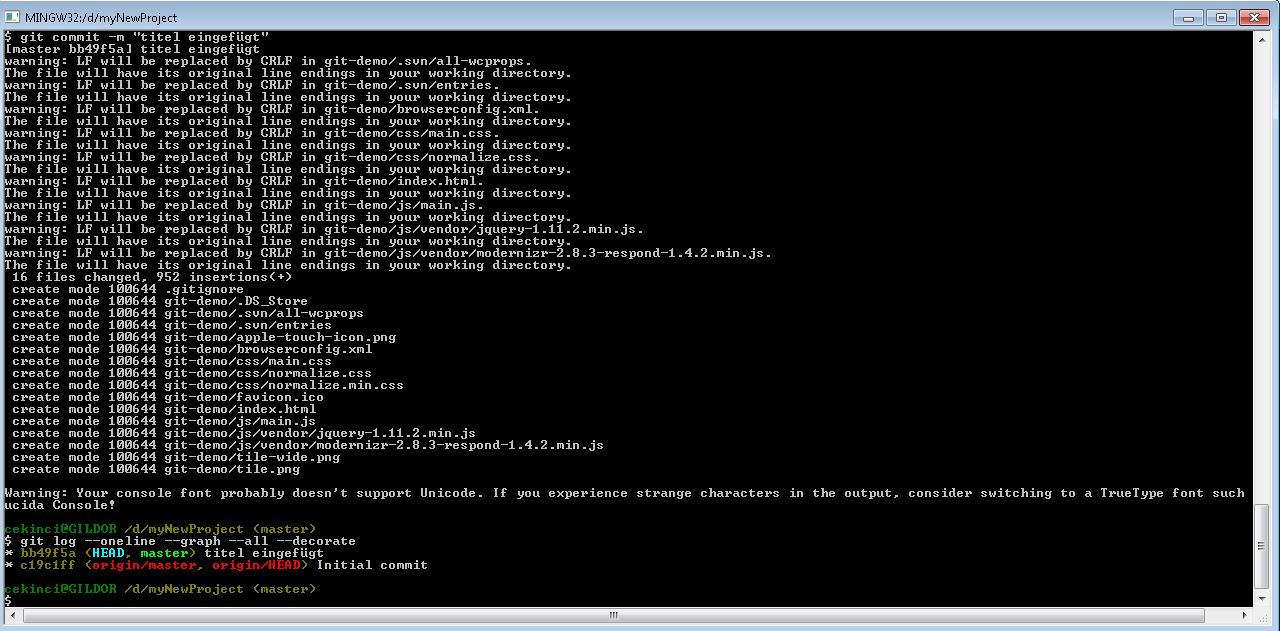 MINGW32:/d/myNewProject
$ git commit -m "titel eingefügt"
[master bb49f5a] titel eingefügt
warning: LF will be replaced by CRLF in git-demo/.svn/all-wcprops.
The file will have its original line endings in your working directory.
warning: LF will be replaced by CRLF in git-demo/.svn/entries.
The file will have its original line endings in your working directory.
warning: LF will be replaced by CRLF in git-demo/browserconfig.xml.
The file will have its original line endings in your working directory.
warning: LF will be replaced by CRLF in git-demo/css/main.css.
The file will have its original line endings in your working directory.
warning: LF will be replaced by CRLF in git-demo/css/normalize.css.
The file will have its original line endings in your working directory.
warning: LF will be replaced by CRLF in git-demo/index.html.
The file will have its original line endings in your working directory.
warning: LF will be replaced by CRLF in git-demo/js/main.js.
The file will have its original line endings in your working directory.
warning: LF will be replaced by CRLF in git-demo/js/vendor/jquery-1.11.2.min.js.
The file will have its original line endings in your working directory.
warning: LF will be replaced by CRLF in git-demo/js/vendor/modernizr-2.8.3-respond-1.4.2.min.js.
The file will have its original line endings in your working directory.
 16 files changed, 952 insertions(+)
 create mode 100644 .gitignore
 create mode 100644 git-demo/.DS_Store
 create mode 100644 git-demo/.svn/all-wcprops
 create mode 100644 git-demo/.svn/entries
 create mode 100644 git-demo/apple-touch-icon.png
 create mode 100644 git-demo/browserconfig.xml
 create mode 100644 git-demo/css/main.css
 create mode 100644 git-demo/css/normalize.css
 create mode 100644 git-demo/css/normalize.min.css
 create mode 100644 git-demo/favicon.ico
 create mode 100644 git-demo/index.html
 create mode 100644 git-demo/js/main.js
 create mode 100644 git-demo/js/vendor/jquery-1.11.2.min.js
 create mode 100644 git-demo/js/vendor/modernizr-2.8.3-respond-1.4.2.min.js
 create mode 100644 git-demo/tile-wide.png
 create mode 100644 git-demo/tile.png
Warning: Your console font probably doesn't support Unicode. If you experience strange characters in the output, consider switching to a TrueType font such
ucida Console!
cekinci@GILDOR /d/myNewProject (master)
$ git log --oneline --graph --all --decorate
* bb49f5a (HEAD, master) titel eingefügt
* c19c1ff (origin/master, origin/HEAD) Initial commit
cekinci@GILDOR /d/myNewProject (master)
$